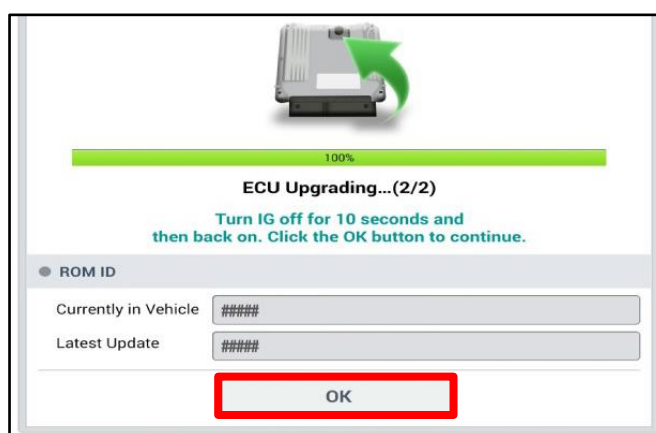 100%
ECU Upgrading...(2/2)
Turn IG off for 10 seconds and
then back on. Click the OK button to continue.
ROM ID
Currently in Vehicle #####
Latest Update #####
OK